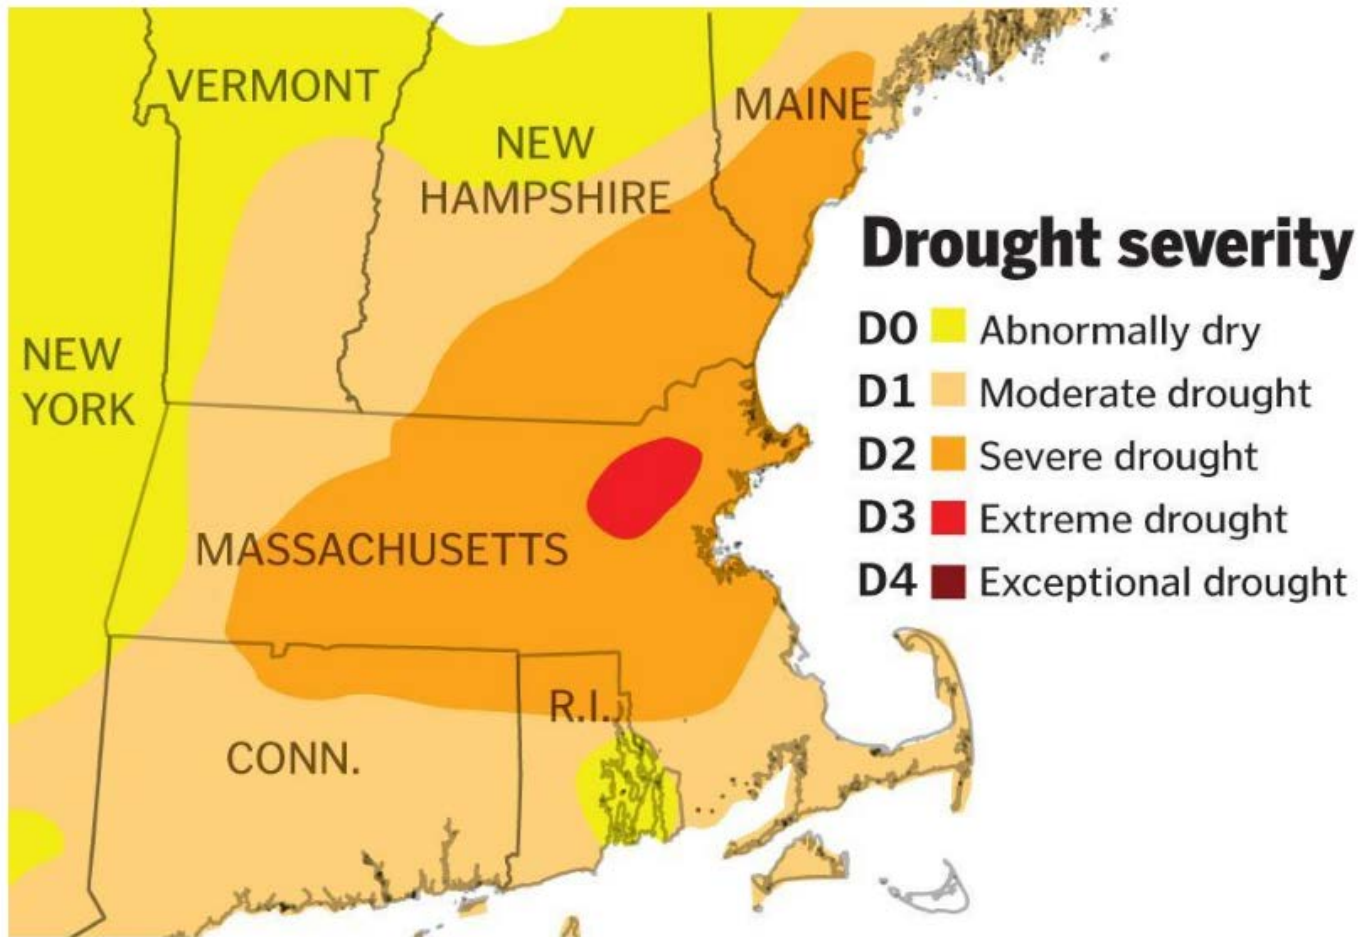 VERMONT
MAINE
NEW
HAMPSHIRE
NEW
YORK
MASSACHUSETTS
R.I.
CONN.
Drought severity
D0 Abnormally dry
D1 Moderate drought
D2 Severe drought
D3 Extreme drought
D4 Exceptional drought